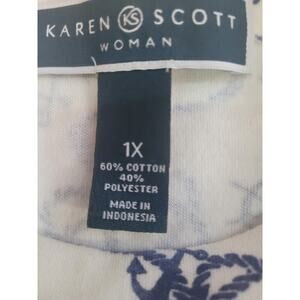 KAREN KS SCOTT
WOMAN
1X
60% COTTON
40%
POLYESTER
MADE IN
INDONESIA